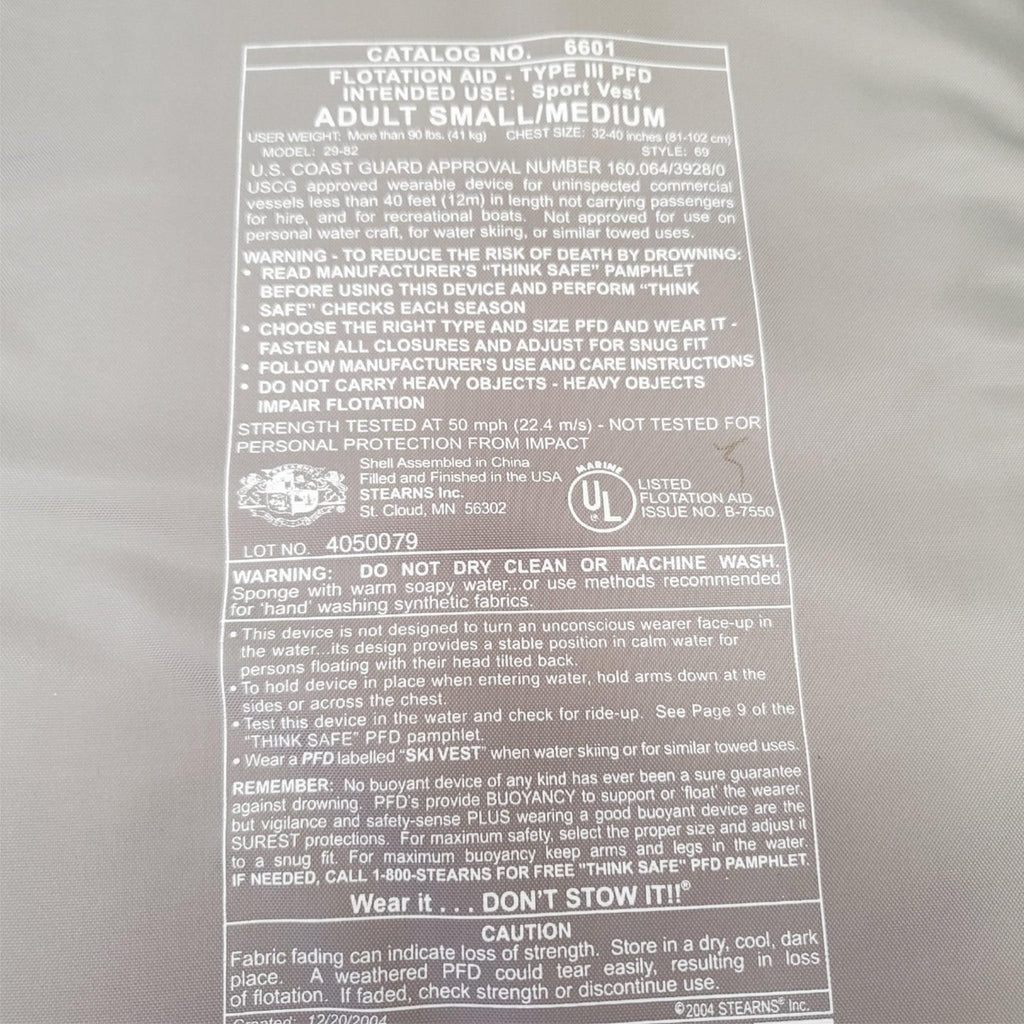 CATALOG NO. 6601
FLOTATION AID - TYPE III PFD
INTENDED USE: Sport Vest
ADULT SMALL/MEDIUM
USER WEIGHT: More than 90 lbs. (41 kg) CHEST SIZE: 32-40 inches (81-102 cm)
MODEL: 29-82 STYLE: 69
U.S. COAST GUARD APPROVAL NUMBER 160.064/3928/0
USCG approved wearable device for uninspected commercial
vessels less than 40 feet (12m) in length not carrying passengers
for hire, and for recreational boats. Not approved for use on
personal water craft, for water skiing, or similar towed uses.
WARNING - TO REDUCE THE RISK OF DEATH BY DROWNING:
• READ MANUFACTURER'S "THINK SAFE" PAMPHLET
BEFORE USING THIS DEVICE AND PERFORM "THINK
SAFE" CHECKS EACH SEASON
• CHOOSE THE RIGHT TYPE AND SIZE PFD AND WEAR IT -
FASTEN ALL CLOSURES AND ADJUST FOR SNUG FIT
• FOLLOW MANUFACTURER'S USE AND CARE INSTRUCTIONS
• DO NOT CARRY HEAVY OBJECTS - HEAVY OBJECTS
IMPAIR FLOTATION
STRENGTH TESTED AT 50 mph (22.4 m/s) - NOT TESTED FOR
PERSONAL PROTECTION FROM IMPACT
Shell Assembled in China
Filled and Finished in the USA
STEARNS Inc.
St. Cloud, MN 56302
MARINE
UL
®
LISTED
FLOTATION AID
ISSUE NO. B-7550
LOT NO. 4050079
WARNING: DO NOT DRY CLEAN OR MACHINE WASH.
Sponge with warm soapy water...or use methods recommended
for 'hand' washing synthetic fabrics.
• This device is not designed to turn an unconscious wearer face-up in
the water...its design provides a stable position in calm water for
persons floating with their head tilted back.
• To hold device in place when entering water, hold arms down at the
sides or across the chest.
• Test this device in the water and check for ride-up. See Page 9 of the
"THINK SAFE" PFD pamphlet.
• Wear a PFD labelled "SKI VEST" when water skiing or for similar towed uses.
REMEMBER: No buoyant device of any kind has ever been a sure guarantee
against drowning. PFD's provide BUOYANCY to support or 'float' the wearer,
but vigilance and safety-sense PLUS wearing a good buoyant device are the
SUREST protections. For maximum safety, select the proper size and adjust it
to a snug fit. For maximum buoyancy keep arms and legs in the water.
IF NEEDED, CALL 1-800-STEARNS FOR FREE "THINK SAFE" PFD PAMPHLET.
Wear it . . . DON'T STOW IT!!®
CAUTION
Fabric fading can indicate loss of strength. Store in a dry, cool, dark
place. A weathered PFD could tear easily, resulting in loss
of flotation. If faded, check strength or discontinue use.
©2004 STEARNS® Inc.
Created: 12/20/2004